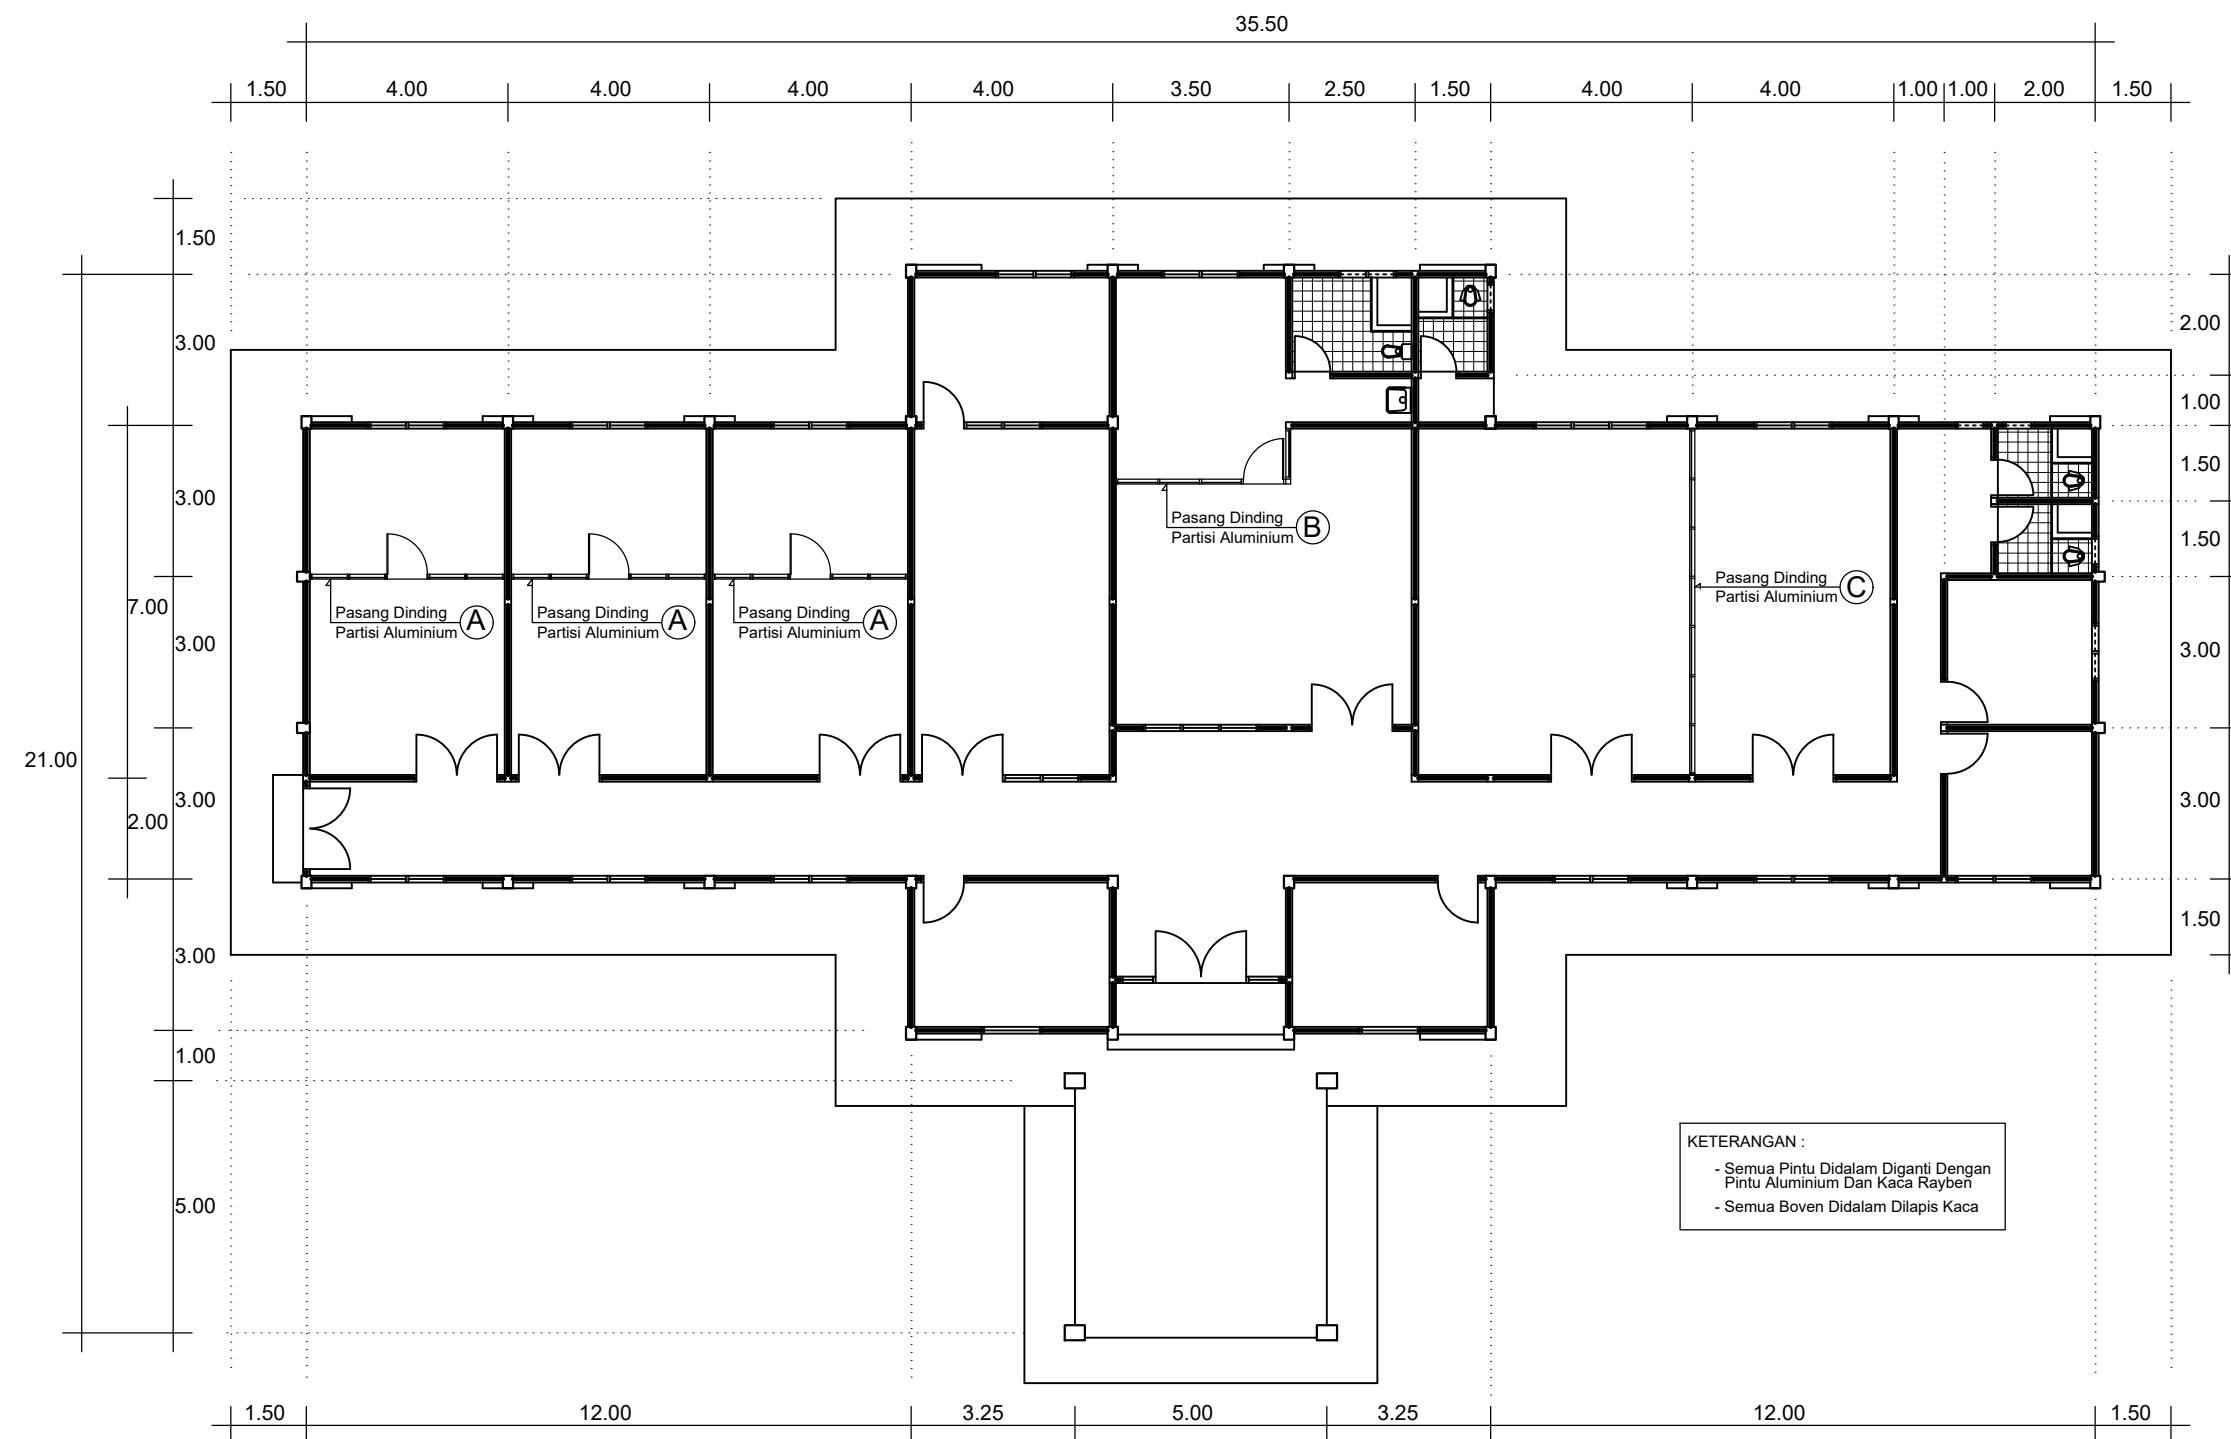 35.50
1.50 4.00 4.00 4.00 4.00 3.50 2.50 1.50 4.00 4.00 1.00 1.00 2.00 1.50
1.50
3.00
3.00
7.00
3.00
21.00
3.00
2.00
3.00
1.00
5.00
2.00
1.00
1.50
1.50
3.00
3.00
1.50
Pasang Dinding
Partisi Aluminium
A
Pasang Dinding
Partisi Aluminium
A
Pasang Dinding
Partisi Aluminium
A
Pasang Dinding
Partisi Aluminium
B
Pasang Dinding
Partisi Aluminium
C
KETERANGAN :
- Semua Pintu Didalam Diganti Dengan
Pintu Aluminium Dan Kaca Rayben
- Semua Boven Didalam Dilapis Kaca
1.50 12.00 3.25 5.00 3.25 12.00 1.50